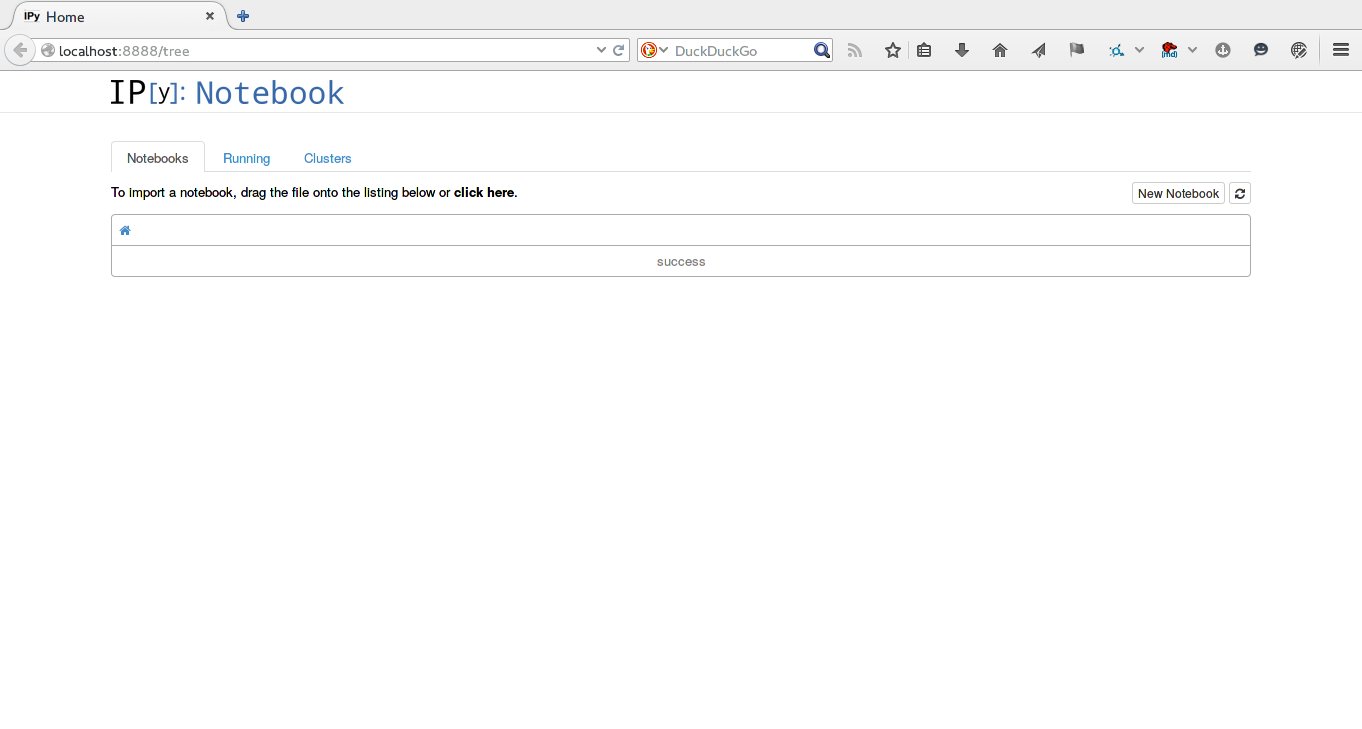 IPy Home
localhost:8888/tree
DuckDuckGo
IP[y]: Notebook
Notebooks Running Clusters
To import a notebook, drag the file onto the listing below or click here.
New Notebook
success